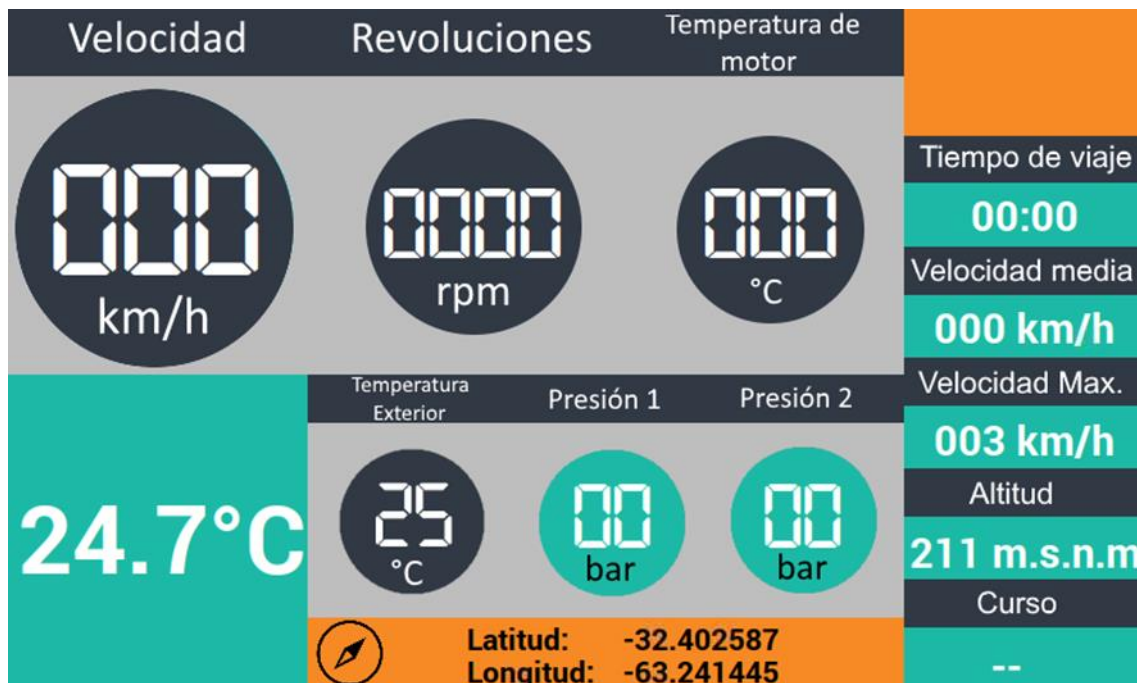 Velocidad
000
km/h
Revoluciones
0000
rpm
Temperatura de
motor
000
°C
24.7°C
Temperatura
Exterior
25
°C
Presión 1
00
bar
Presión 2
00
bar
Latitud: -32.402587
Longitud: -63.241445
Tiempo de viaje
00:00
Velocidad media
000 km/h
Velocidad Max.
003 km/h
Altitud
211 m.s.n.m
Curso
--